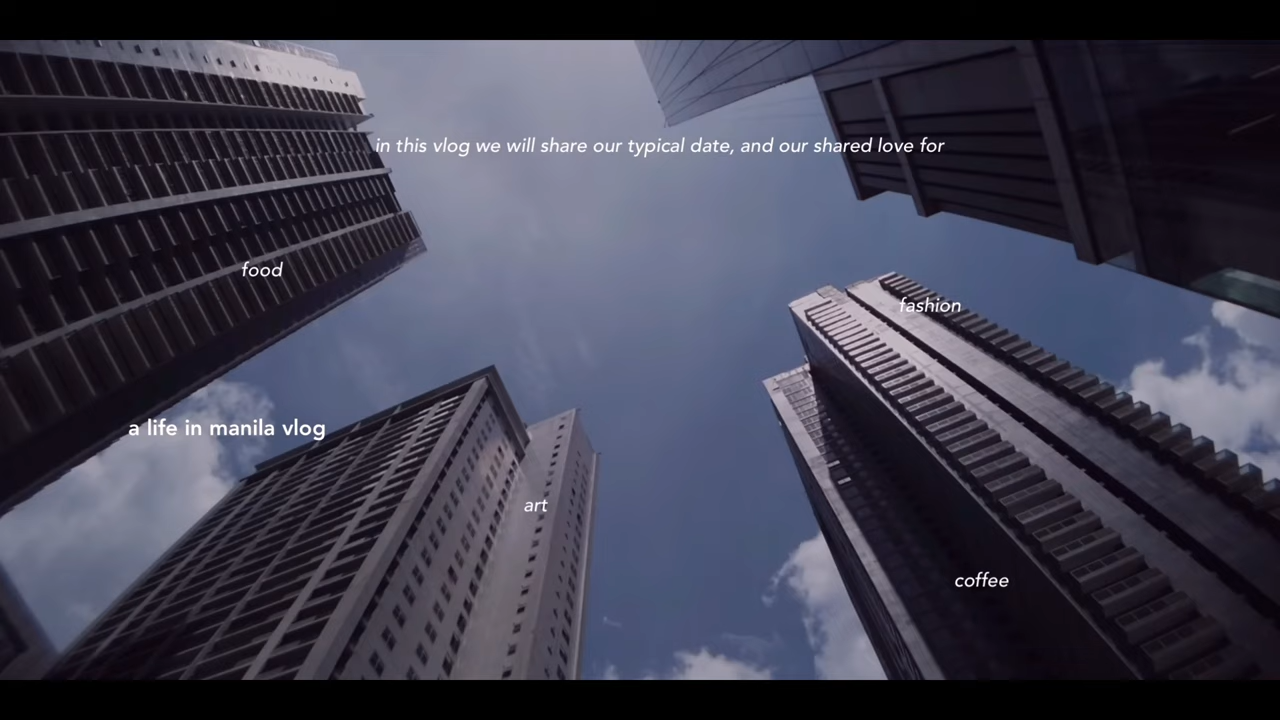 in this vlog we will share our typical date, and our shared love for
food
fashion
a life in manila vlog
art
coffee